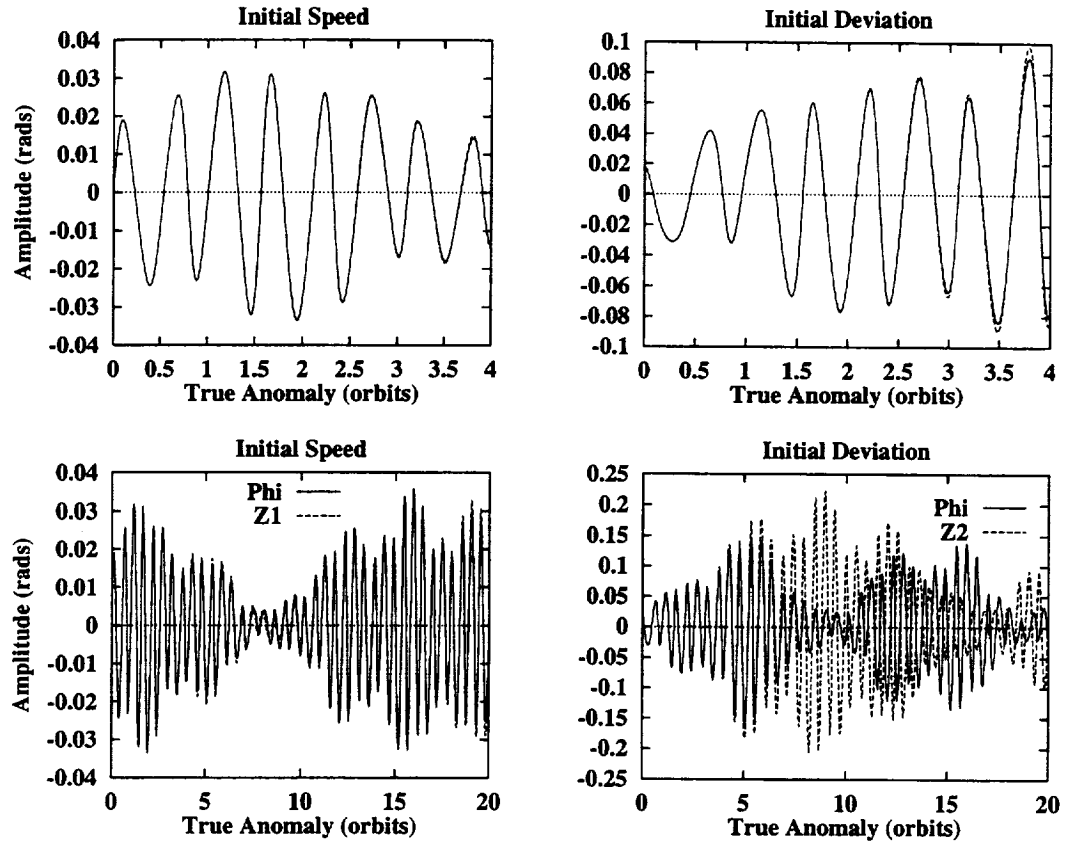 Initial Speed
Amplitude (rads)
0.04
0.03
0.02
0.01
0
-0.01
-0.02
-0.03
-0.04
0 0.5 1 1.5 2 2.5 3 3.5 4
True Anomaly (orbits)
Initial Deviation
0.1
0.08
0.06
0.04
0.02
0
-0.02
-0.04
-0.06
-0.08
-0.1
0 0.5 1 1.5 2 2.5 3 3.5 4
True Anomaly (orbits)
Initial Speed
Amplitude (rads)
0.04
0.03
0.02
0.01
0
-0.01
-0.02
-0.03
-0.04
Phi
Z1
0 5 10 15 20
True Anomaly (orbits)
Initial Deviation
0.25
0.2
0.15
0.1
0.05
0
-0.05
-0.1
-0.15
-0.2
-0.25
Phi
Z2
0 5 10 15 20
True Anomaly (orbits)